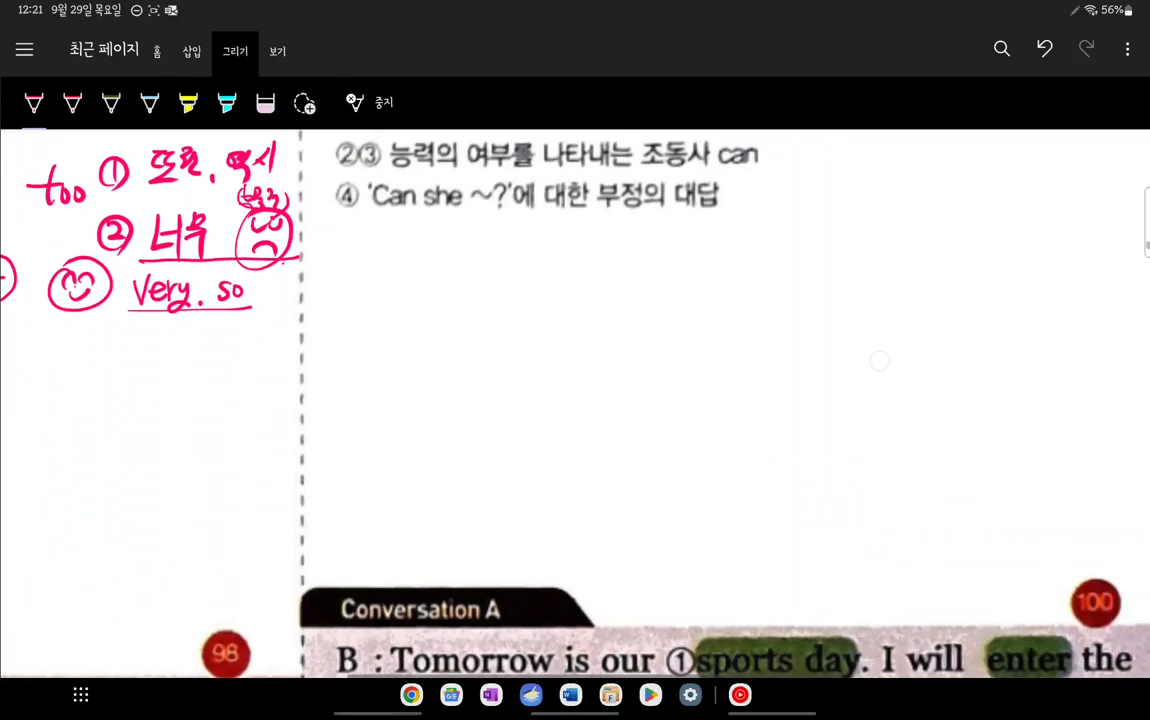 12:21 9월 29일 목요일
56%
최근 페이지 홈 삽입 그리기 보기
중지
too ① 또한, 역시
② 너무
Very. so
②③ 능력의 여부를 나타내는 조동사 can
④ 'Can she ~?'에 대한 부정의 대답
98
Conversation A
100
B : Tomorrow is our ①sports day. I will enter the